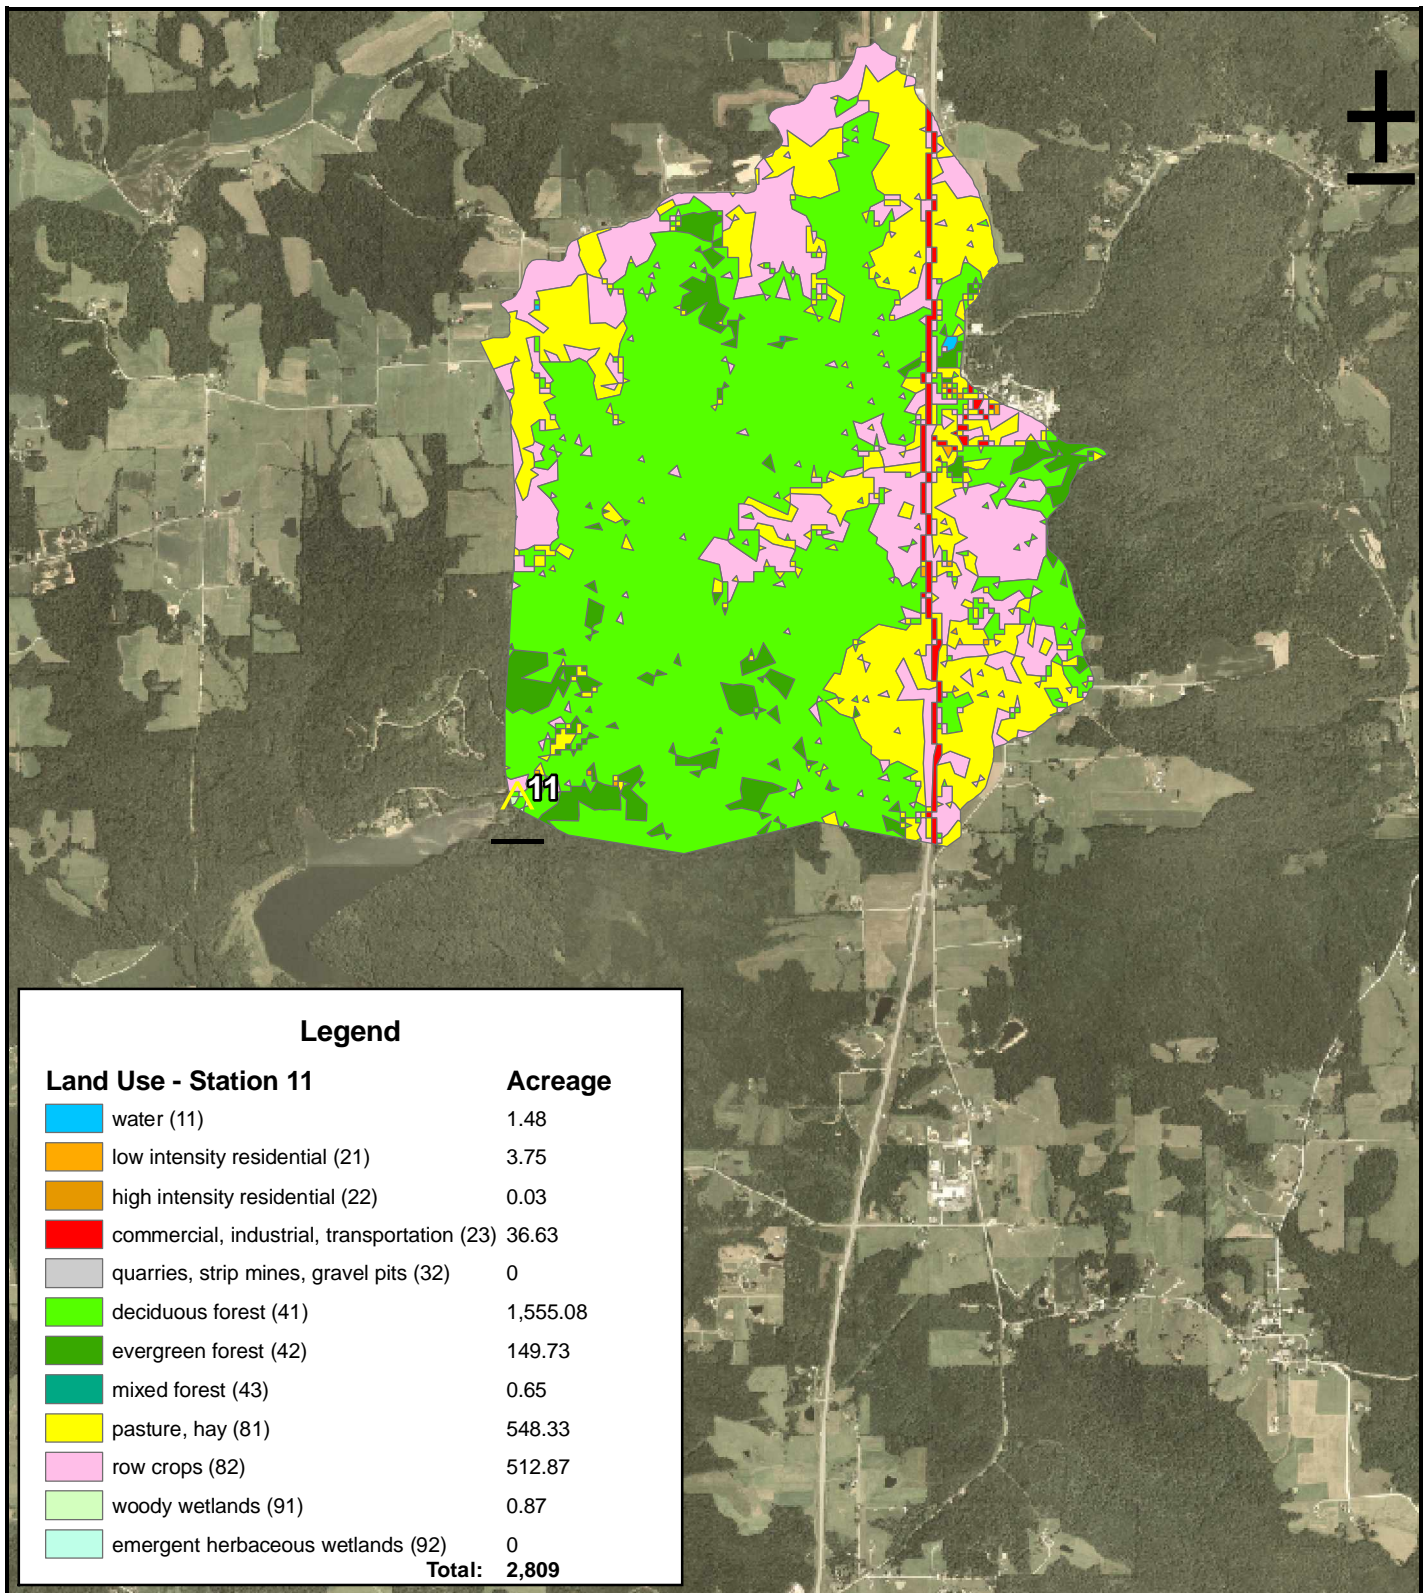 11
Legend
Land Use - Station 11 Acreage
water (11) 1.48
low intensity residential (21) 3.75
high intensity residential (22) 0.03
commercial, industrial, transportation (23) 36.63
quarries, strip mines, gravel pits (32) 0
deciduous forest (41) 1,555.08
evergreen forest (42) 149.73
mixed forest (43) 0.65
pasture, hay (81) 548.33
row crops (82) 512.87
woody wetlands (91) 0.87
emergent herbaceous wetlands (92) 0
Total: 2,809